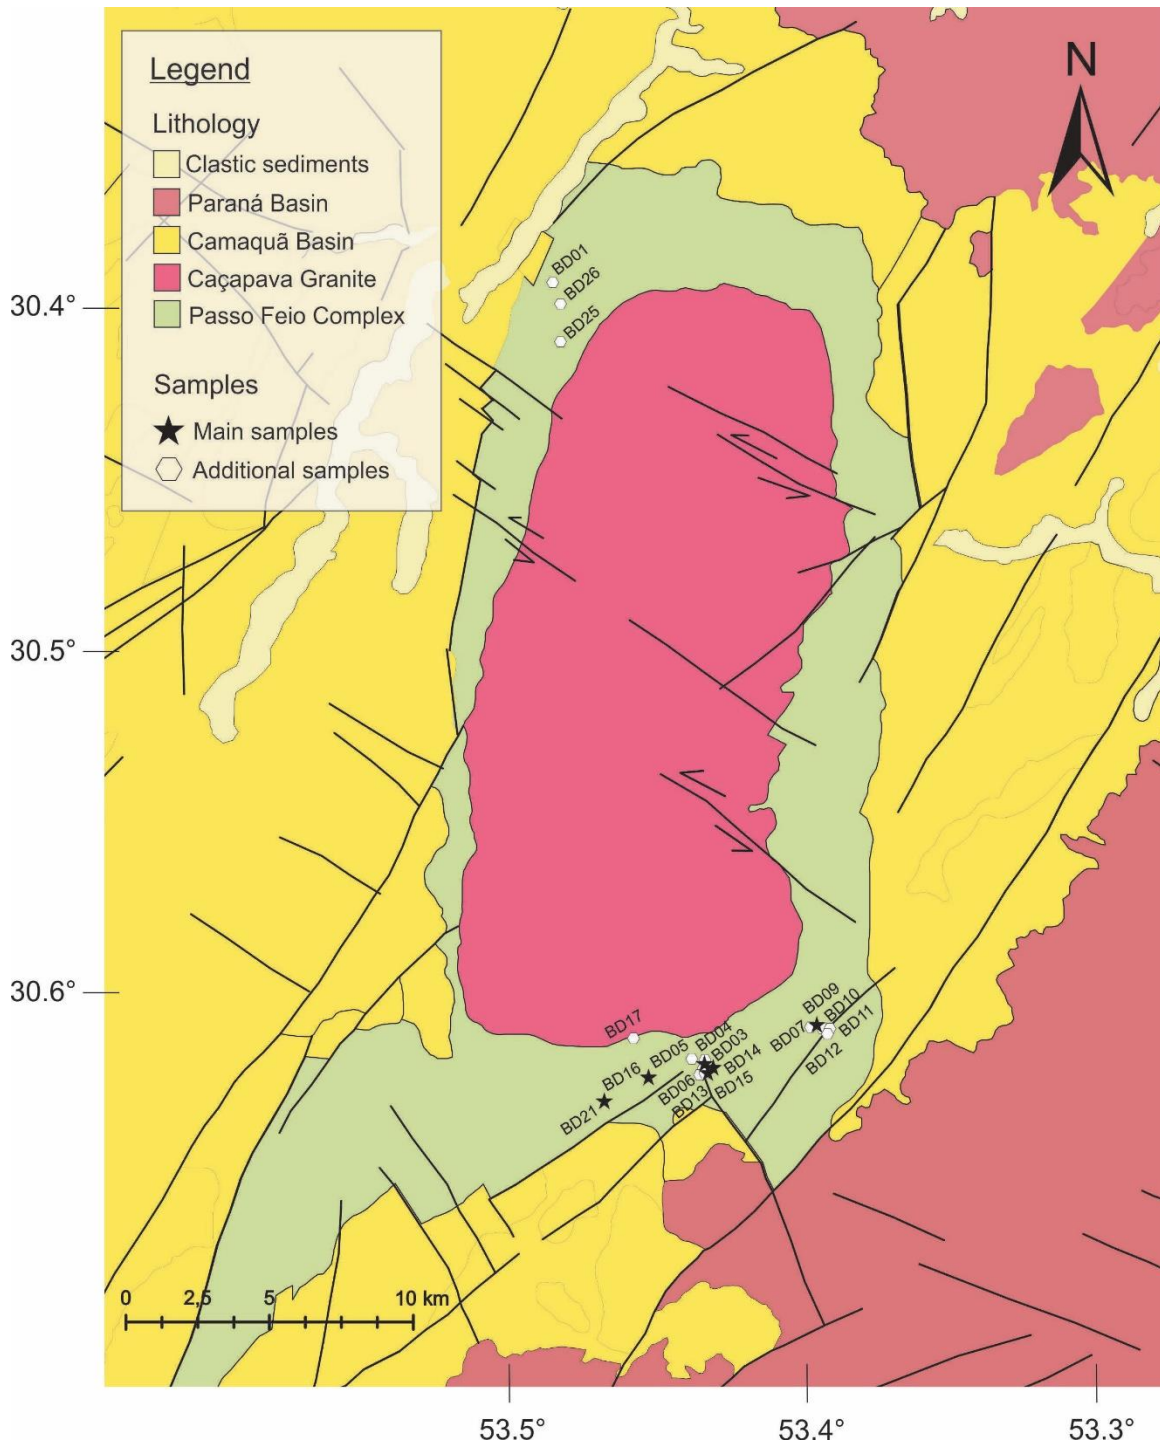 Legend
N
Lithology
Clastic sediments
Paraná Basin
Camaquã Basin
Caçapava Granite
Passo Feio Complex
Samples
Main samples
Additional samples
30.4°
30.5°
30.6°
BD01
BD26
BD25
BD17
BD04
BD03
BD09
BD10
BD11
BD07
BD12
BD05
BD16
BD14
BD06
BD15
BD13
BD21
0 2,5 5 10 km
53.5° 53.4° 53.3°